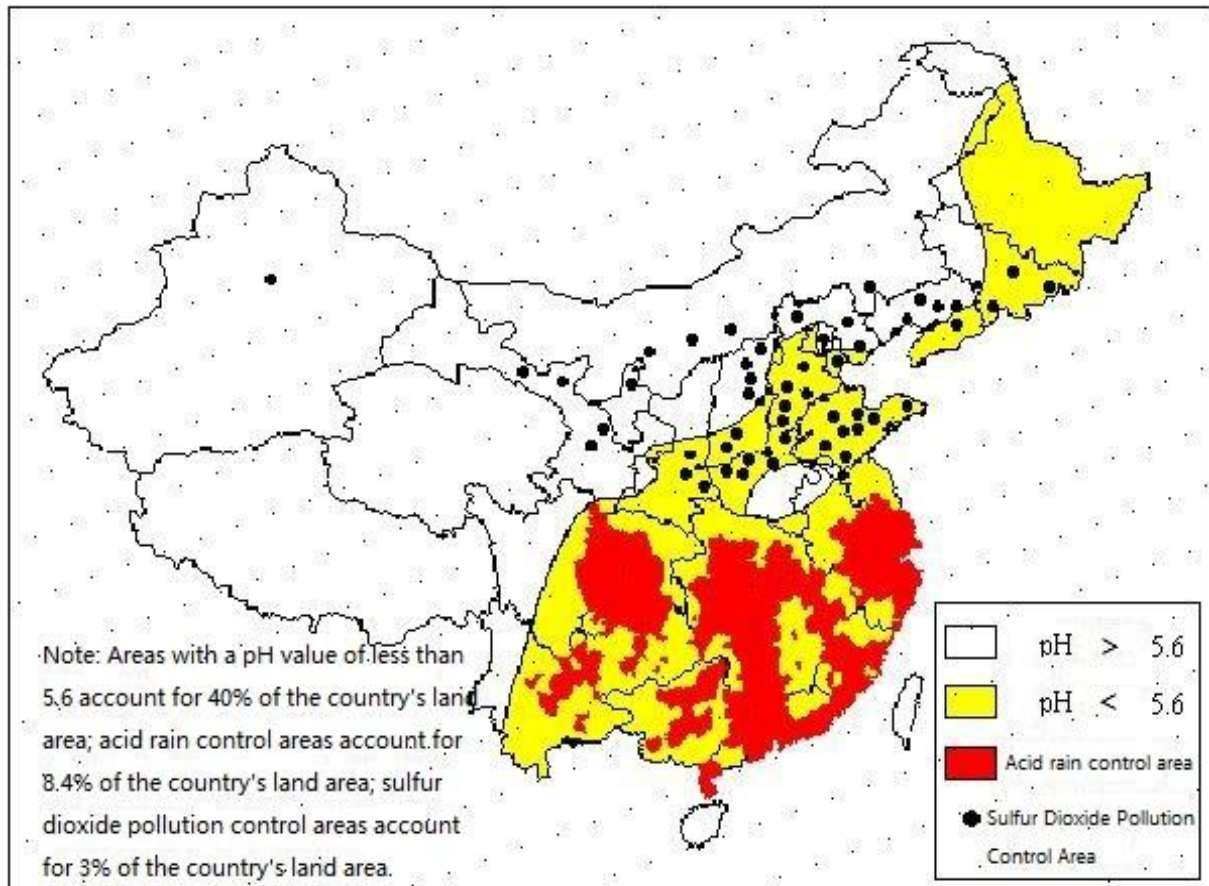 Note: Areas with a pH value of less than
5.6 account for 40% of the country's land
area; acid rain control areas account for
8.4% of the country's land area; sulfur
dioxide pollution control areas account
for 3% of the country's land area.
pH > 5.6
pH < 5.6
Acid rain control area
Sulfur Dioxide Pollution
Control Area